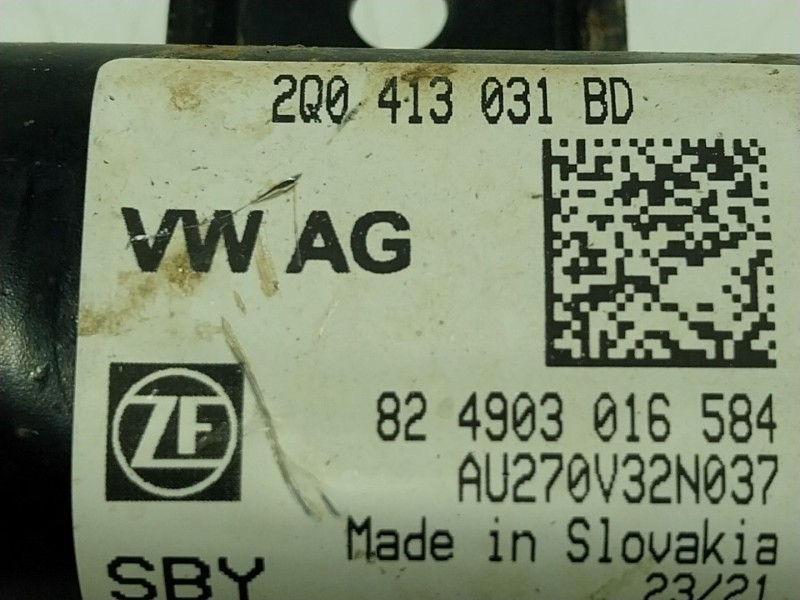 2Q0 413 031 BD
VW AG
ZF
82 4903 016 584
AU270V32N037
Made in Slovakia
SBY
23/21